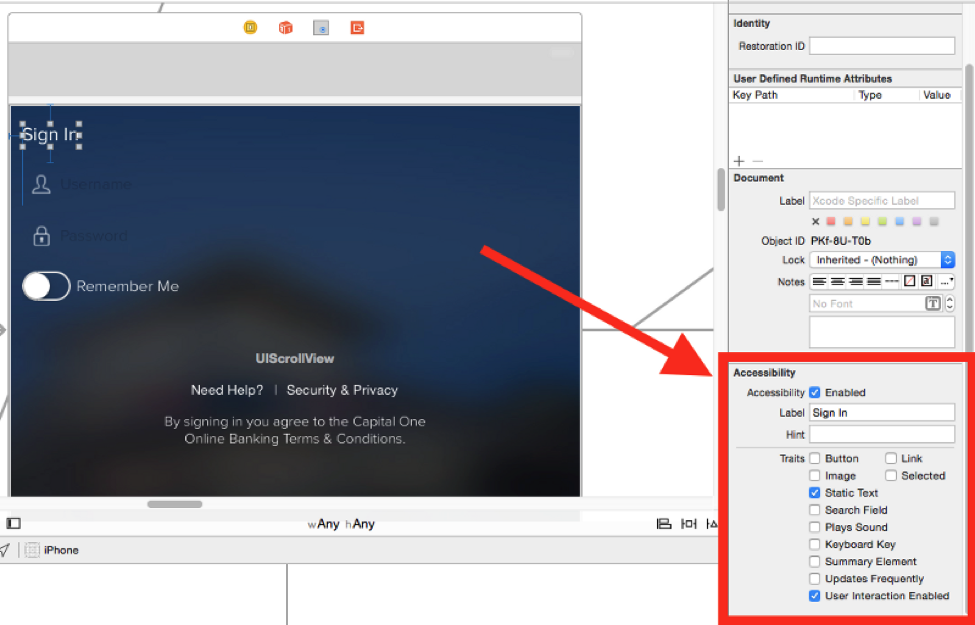 Sign In
Username
Password
Remember Me
UIScrollView
Need Help? | Security & Privacy
By signing in you agree to the Capital One
Online Banking Terms & Conditions.
wAny hAny
iPhone
Identity
Restoration ID
User Defined Runtime Attributes
Key Path Type Value
Document
Label Xcode Specific Label
Object ID PKf-8U-T0b
Lock Inherited - (Nothing)
Notes
No Font
Accessibility
Accessibility Enabled
Label Sign In
Hint
Traits Button Link
Image Selected
Static Text
Search Field
Plays Sound
Keyboard Key
Summary Element
Updates Frequently
User Interaction Enabled